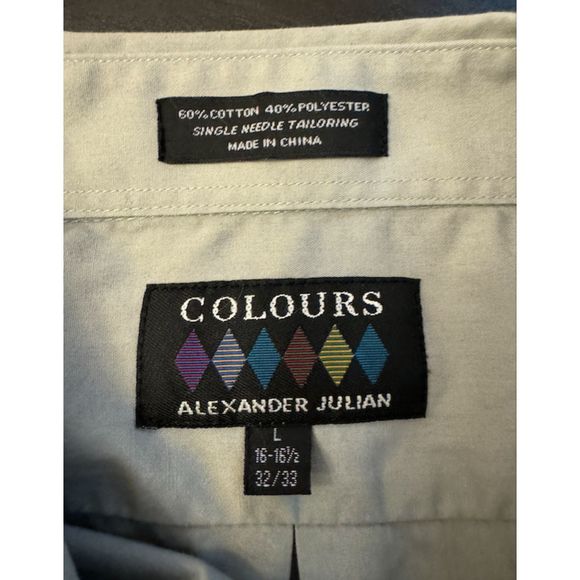 60% COTTON 40% POLYESTER
SINGLE NEEDLE TAILORING
MADE IN CHINA
COLOURS
ALEXANDER JULIAN
L
16-16½
32/33